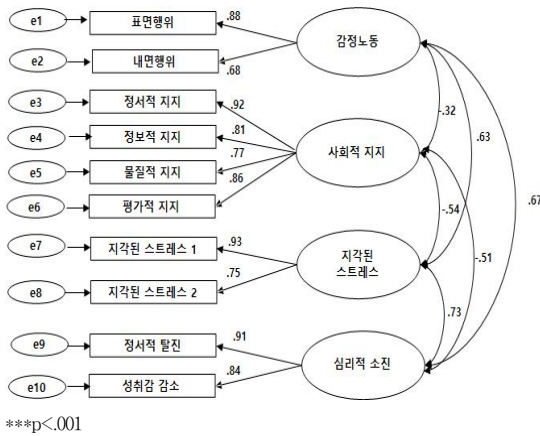 e1
표면행위
.88
감정노동
e2
내면행위
.68
e3
정서적 지지
.92
e4
정보적 지지
.81
e5
물질적 지지
.77
e6
평가적 지지
.86
사회적 지지
-.32
.63
.67
e7
지각된 스트레스 1
.93
e8
지각된 스트레스 2
.75
지각된
스트레스
-.54
-.51
e9
정서적 탈진
.91
e10
성취감 감소
.84
심리적 소진
.73
***p<.001